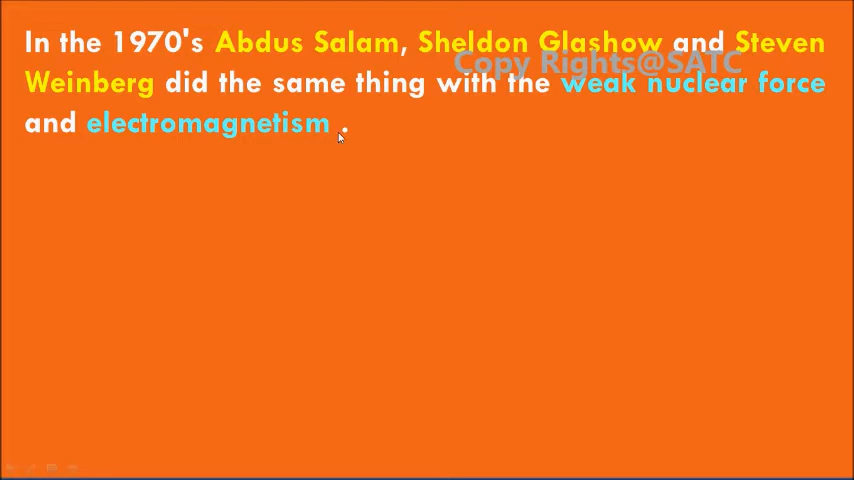 In the 1970's Abdus Salam, Sheldon Glashow and Steven
Weinberg did the same thing with the weak nuclear force
and electromagnetism .
Copy Rights@SATC